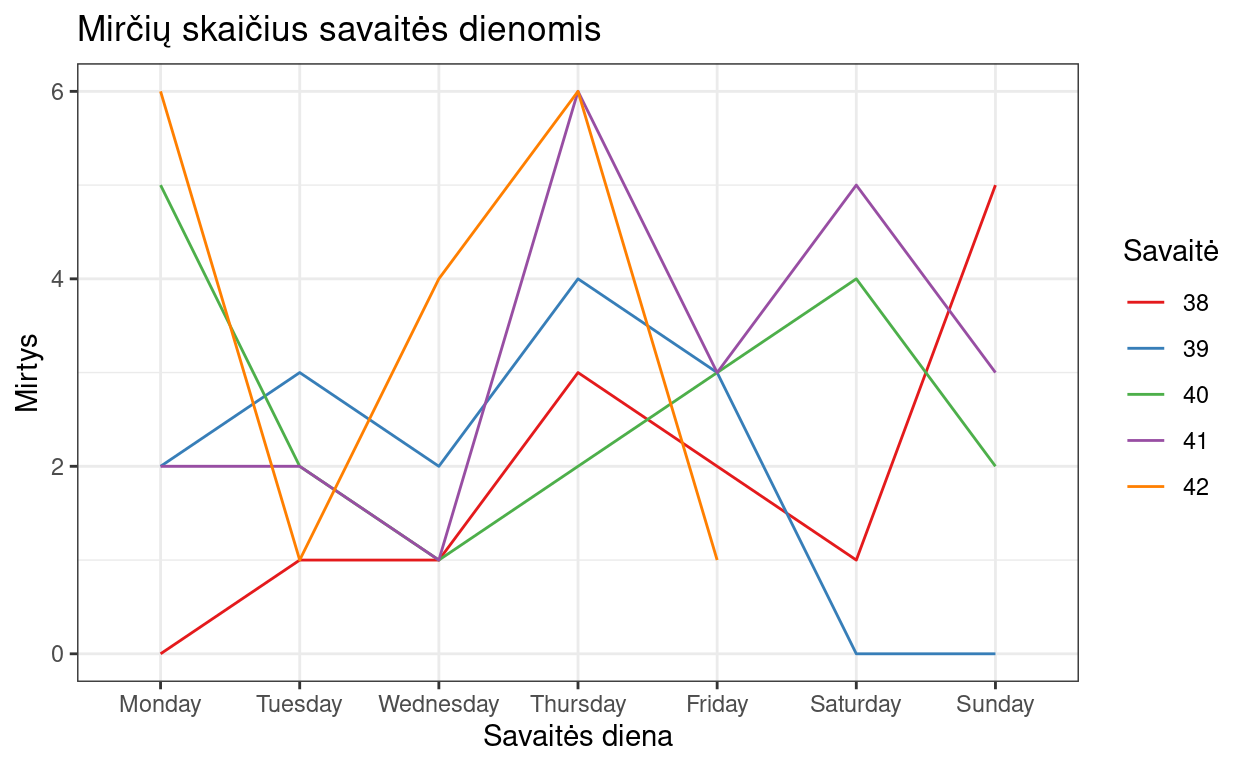 Mirčių skaičius savaitės dienomis
Mirtys
6
4
2
0
Monday Tuesday Wednesday Thursday Friday Saturday Sunday
Savaitės diena
Savaitė
38
39
40
41
42